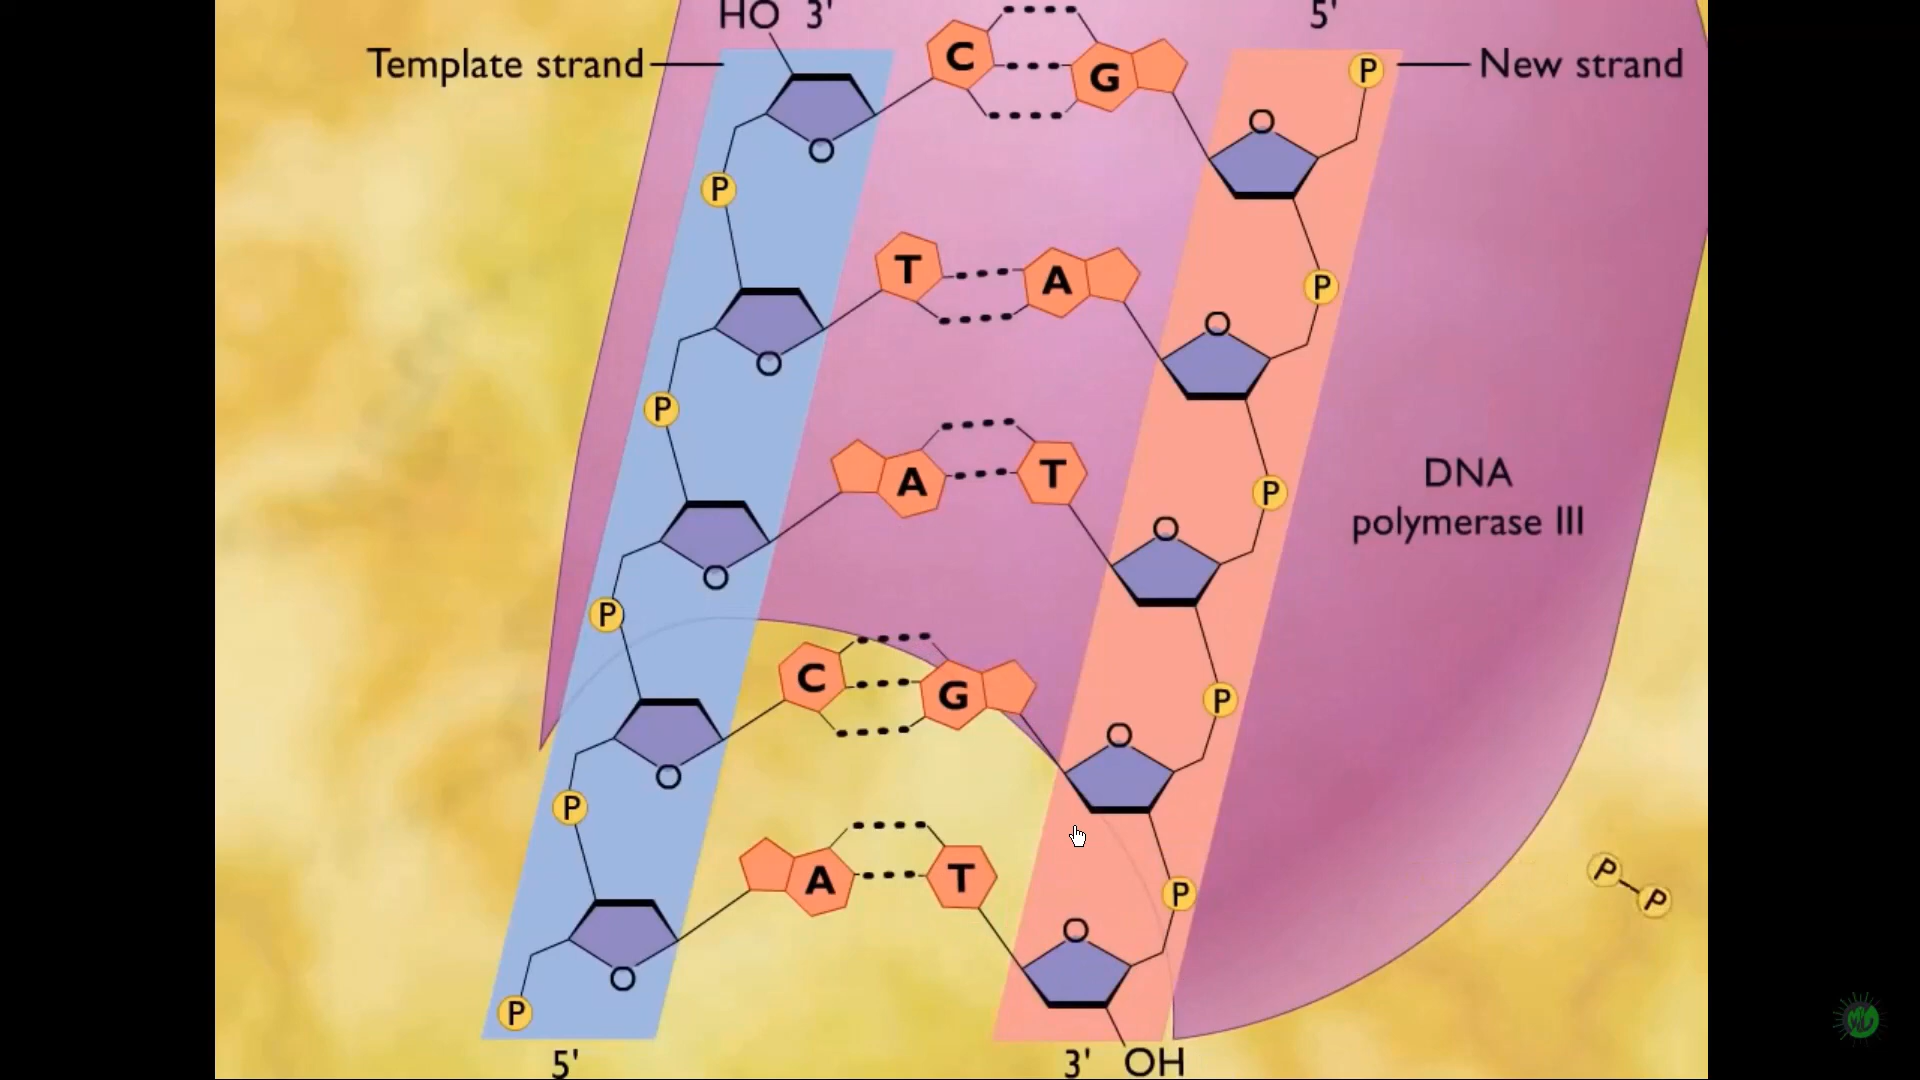 HO 3' 5'
Template strand
New strand
C G P
O
O
P
T A P
O
O
P
A T P
DNA
polymerase III
O
O
P
C G P
O
O
P
A T P
P-P
O
O
P
5' 3' OH